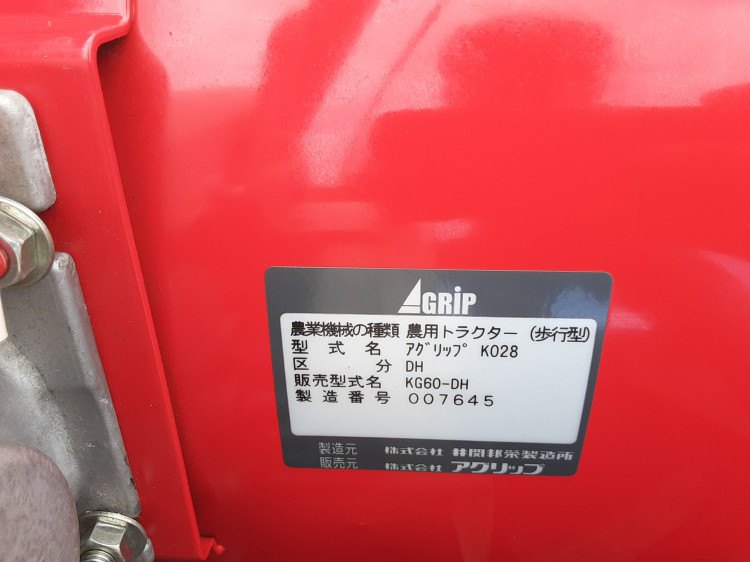 AGRiP
農業機械の種類 農用トラクター (歩行型)
型式名 アグリップ K028
区分 DH
販売型式名 KG60-DH
製造番号 007645
製造元 株式会社 井関邦栄製造所
販売元 株式会社 アグリップ